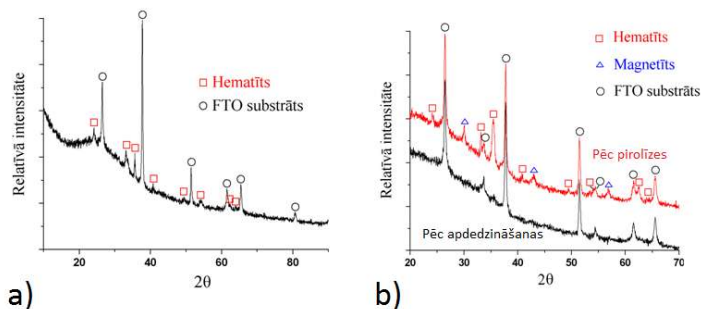 Relatīvā intensitāte
Hematīts
FTO substrāts
20
40
60
80
2θ
a)
Relatīvā intensitāte
Hematīts
Magnetīts
FTO substrāts
Pēc pirolīzes
Pēc apdedzināšanas
20
30
40
50
60
70
2θ
b)